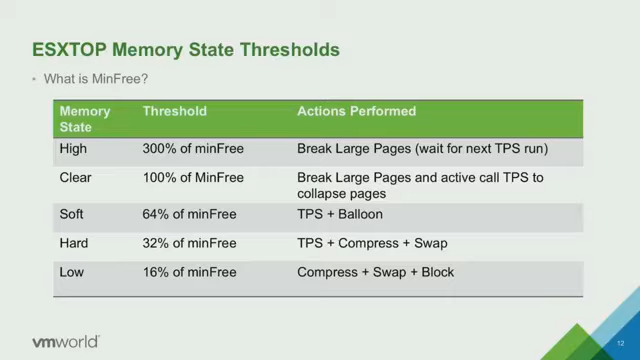 ESXTOP Memory State Thresholds
• What is MinFree?
Memory State Threshold Actions Performed
High 300% of minFree Break Large Pages (wait for next TPS run)
Clear 100% of MinFree Break Large Pages and active call TPS to
collapse pages
Soft 64% of minFree TPS + Balloon
Hard 32% of minFree TPS + Compress + Swap
Low 16% of minFree Compress + Swap + Block
vmworld
12